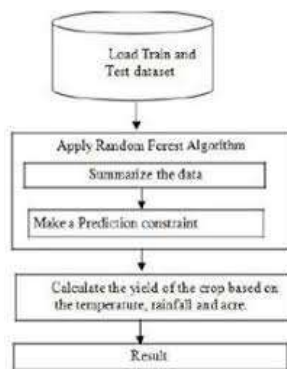 Load Train and
Test dataset
Apply Random Forest Algorithm
Summarize the data
Make a Prediction constraint
Calculate the yield of the crop based on
the temperature, rainfall and acre.
Result